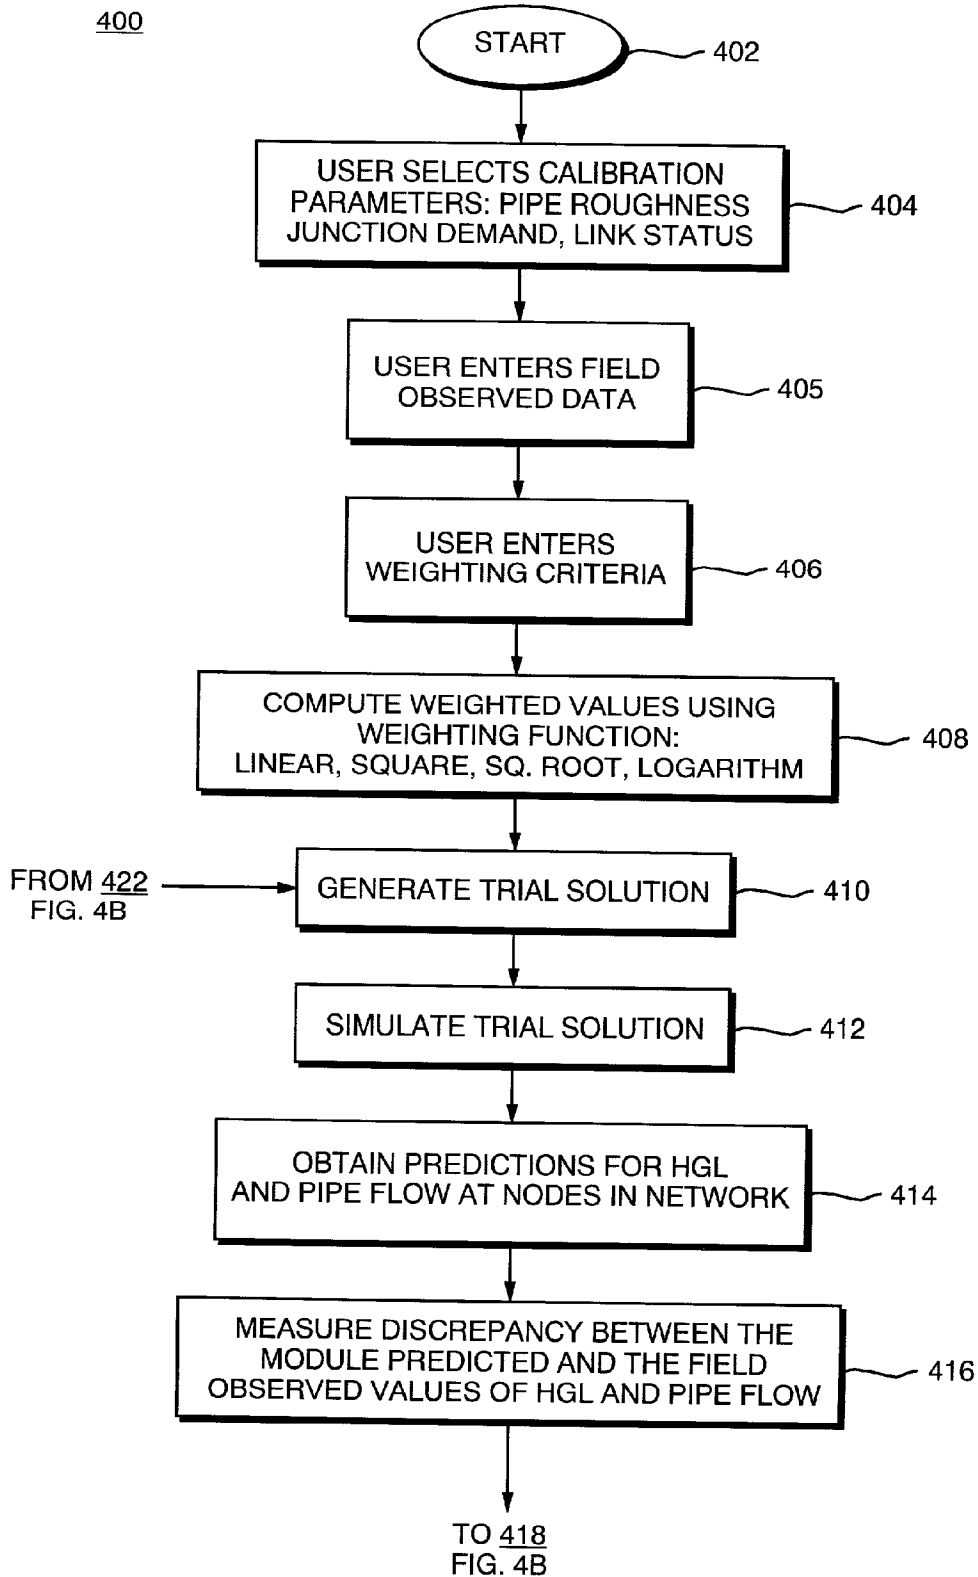 400
START
402
USER SELECTS CALIBRATION
PARAMETERS: PIPE ROUGHNESS
JUNCTION DEMAND, LINK STATUS
404
USER ENTERS FIELD
OBSERVED DATA
405
USER ENTERS
WEIGHTING CRITERIA
406
COMPUTE WEIGHTED VALUES USING
WEIGHTING FUNCTION:
LINEAR, SQUARE, SQ. ROOT, LOGARITHM
408
FROM 422
FIG. 4B
GENERATE TRIAL SOLUTION
410
SIMULATE TRIAL SOLUTION
412
OBTAIN PREDICTIONS FOR HGL
AND PIPE FLOW AT NODES IN NETWORK
414
MEASURE DISCREPANCY BETWEEN THE
MODULE PREDICTED AND THE FIELD
OBSERVED VALUES OF HGL AND PIPE FLOW
416
TO 418
FIG. 4B